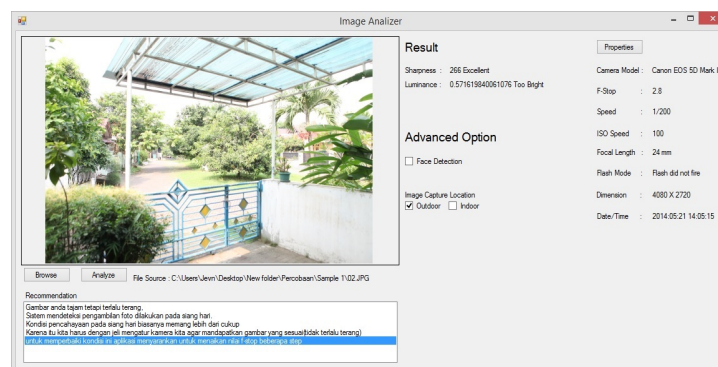 Image Analizer
Result
Sharpness : 266 Excellent
Luminance : 0.571619840061076 Too Bright
Advanced Option
Face Detection
Image Capture Location
Outdoor Indoor
Properties
Camera Model : Canon EOS 5D Mark
F-Stop : 2.8
Speed : 1/200
ISO Speed : 100
Focal Length : 24 mm
Flash Mode : Flash did not fire
Dimension : 4080 X 2720
Date/Time : 2014:05:21 14:05:15
Browse Analyze File Source : C:\Users\Jevn\Desktop\New folder\Percobaan\Sample 1\02.JPG
Recommendation
Gambar anda tajam tetapi terlalu terang.
Sistem mendeteksi pengambilan foto dilakukan pada siang hari.
Kondisi pencahayaan pada siang hari biasanya memang lebih dari cukup
Karena itu kita harus dengan jeli mengatur kamera kita agar mandapatkan gambar yang sesuai(tidak terlalu terang)
untuk memperbaiki kondisi ini aplikasi menyarankan untuk menaikan nilai f-stop beberapa step